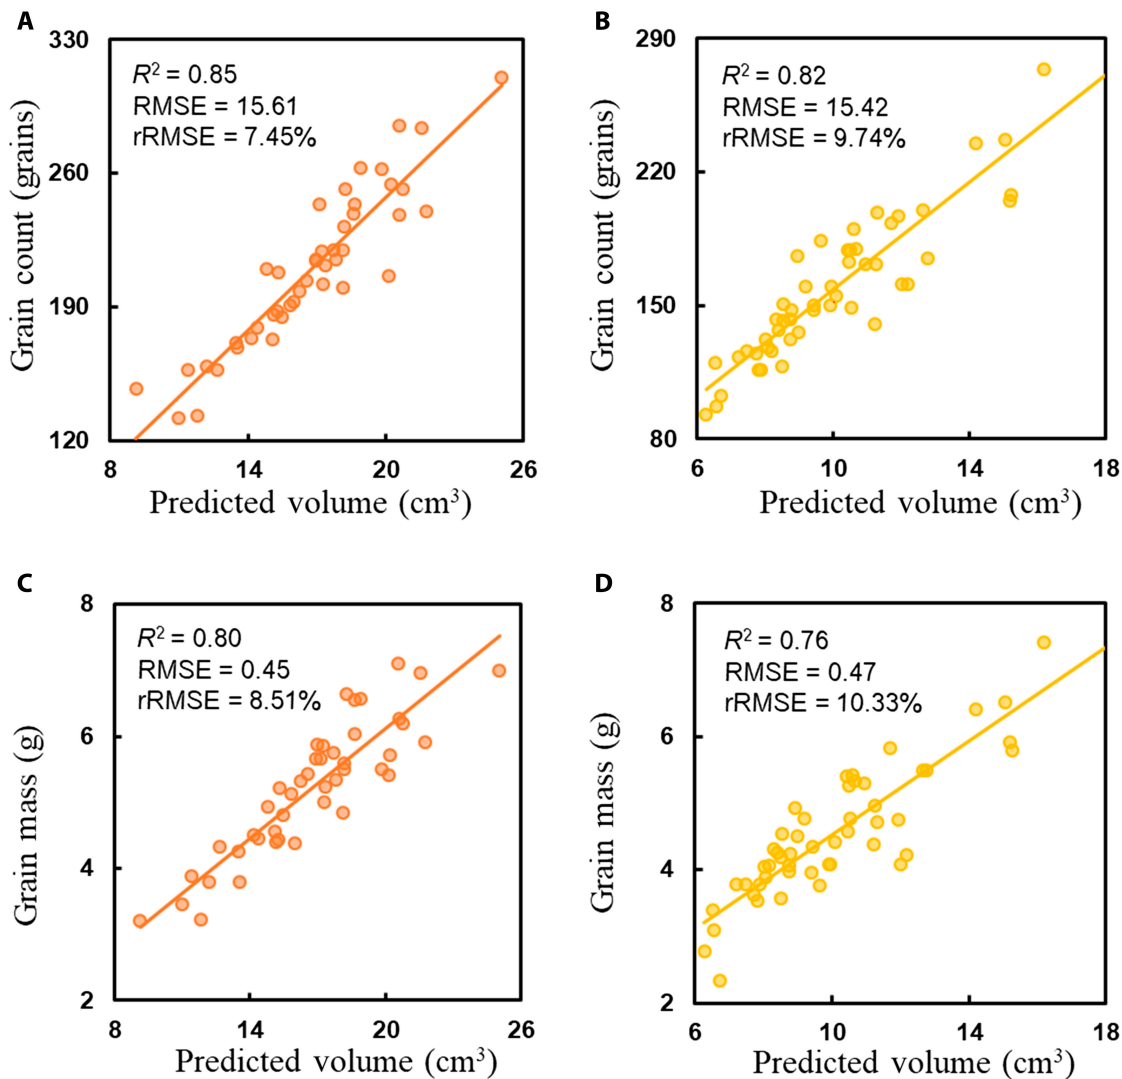 A
330
260
190
120
Grain count (grains)
R² = 0.85
RMSE = 15.61
rRMSE = 7.45%
8 14 20 26
Predicted volume (cm³)
B
290
220
150
80
Grain count (grains)
R² = 0.82
RMSE = 15.42
rRMSE = 9.74%
6 10 14 18
Predicted volume (cm³)
C
8
6
4
2
Grain mass (g)
R² = 0.80
RMSE = 0.45
rRMSE = 8.51%
8 14 20 26
Predicted volume (cm³)
D
8
6
4
2
Grain mass (g)
R² = 0.76
RMSE = 0.47
rRMSE = 10.33%
6 10 14 18
Predicted volume (cm³)